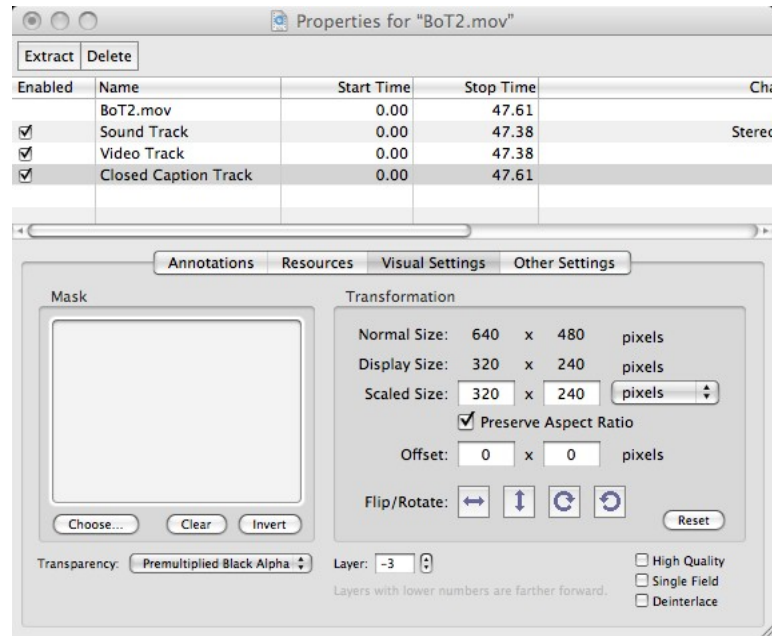 Properties for "BoT2.mov"
Extract Delete
Enabled Name Start Time Stop Time Cha
BoT2.mov 0.00 47.61
Sound Track 0.00 47.38 Stereo
Video Track 0.00 47.38
Closed Caption Track 0.00 47.61
Annotations Resources Visual Settings Other Settings
Mask Transformation
Normal Size: 640 x 480 pixels
Display Size: 320 x 240 pixels
Scaled Size: 320 x 240 pixels
Preserve Aspect Ratio
Offset: 0 x 0 pixels
Flip/Rotate:
Choose... Clear Invert Reset
Transparency: Premultiplied Black Alpha Layer: -3 High Quality
Layers with lower numbers are farther forward. Single Field
Deinterlace